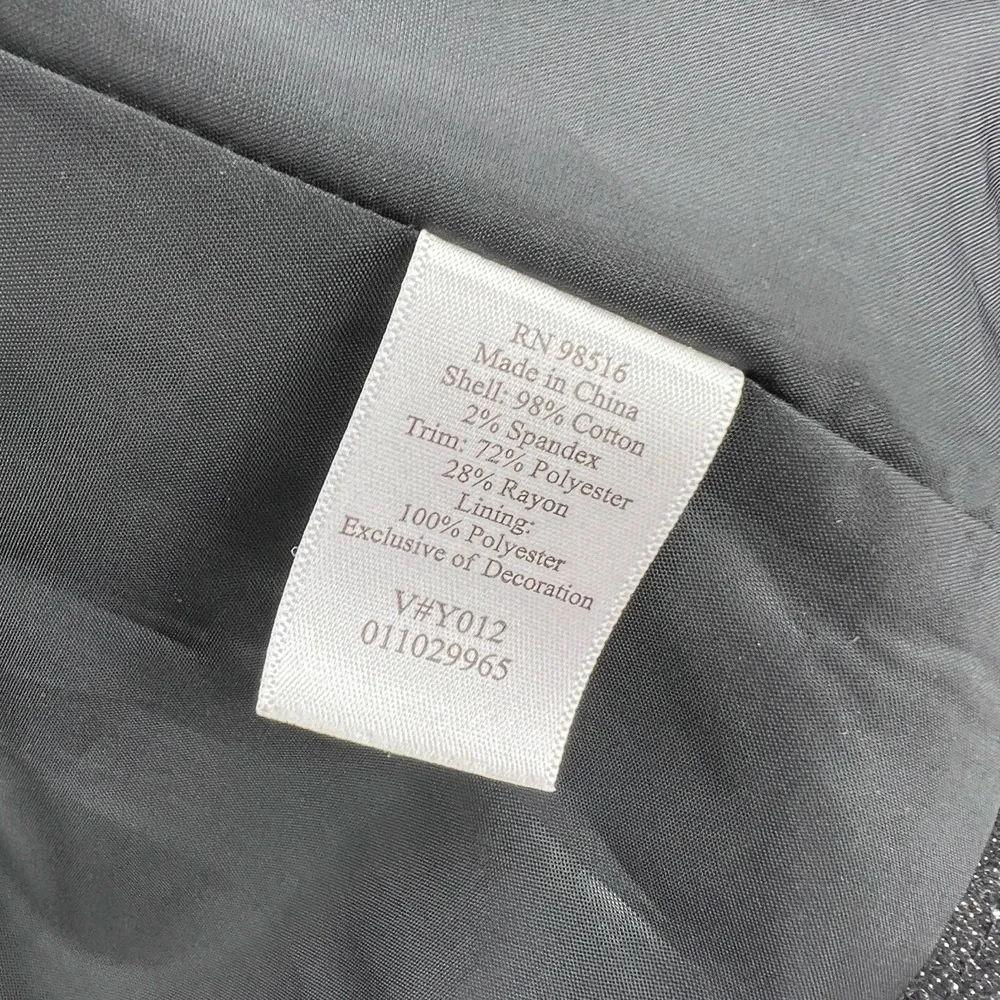 RN 98516
Made in China
Shell: 98% Cotton
2% Spandex
Trim: 72% Polyester
28% Rayon
Lining:
100% Polyester
Exclusive of Decoration
V#Y012
011029965